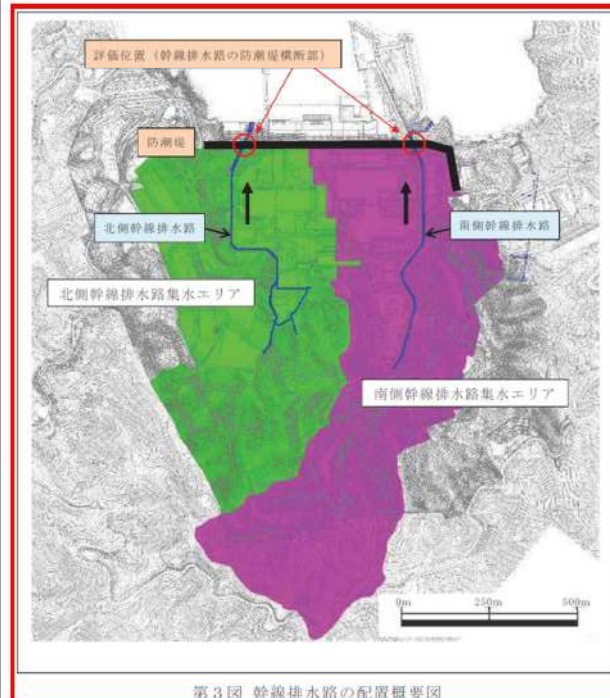 評価位置（幹線排水路の防潮堤横断部）
防潮堤
北側幹線排水路
南側幹線排水路
北側幹線排水路集水エリア
南側幹線排水路集水エリア
0m 250m 500m
第3図 幹線排水路の配置概要図